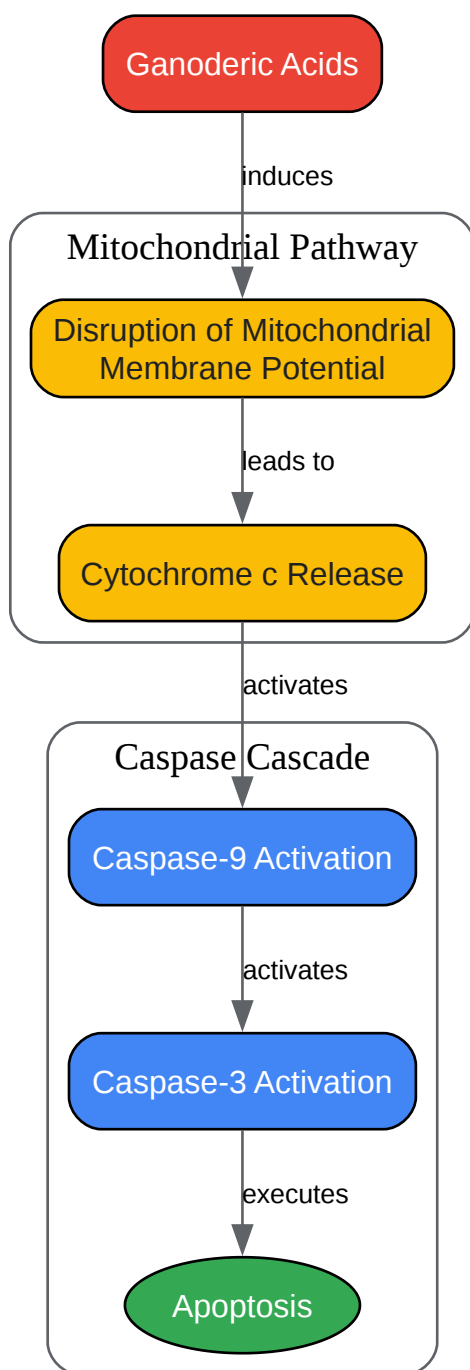 Ganoderic Acids
induces
Mitochondrial Pathway
Disruption of Mitochondrial
Membrane Potential
leads to
Cytochrome c Release
activates
Caspase Cascade
Caspase-9 Activation
activates
Caspase-3 Activation
executes
Apoptosis